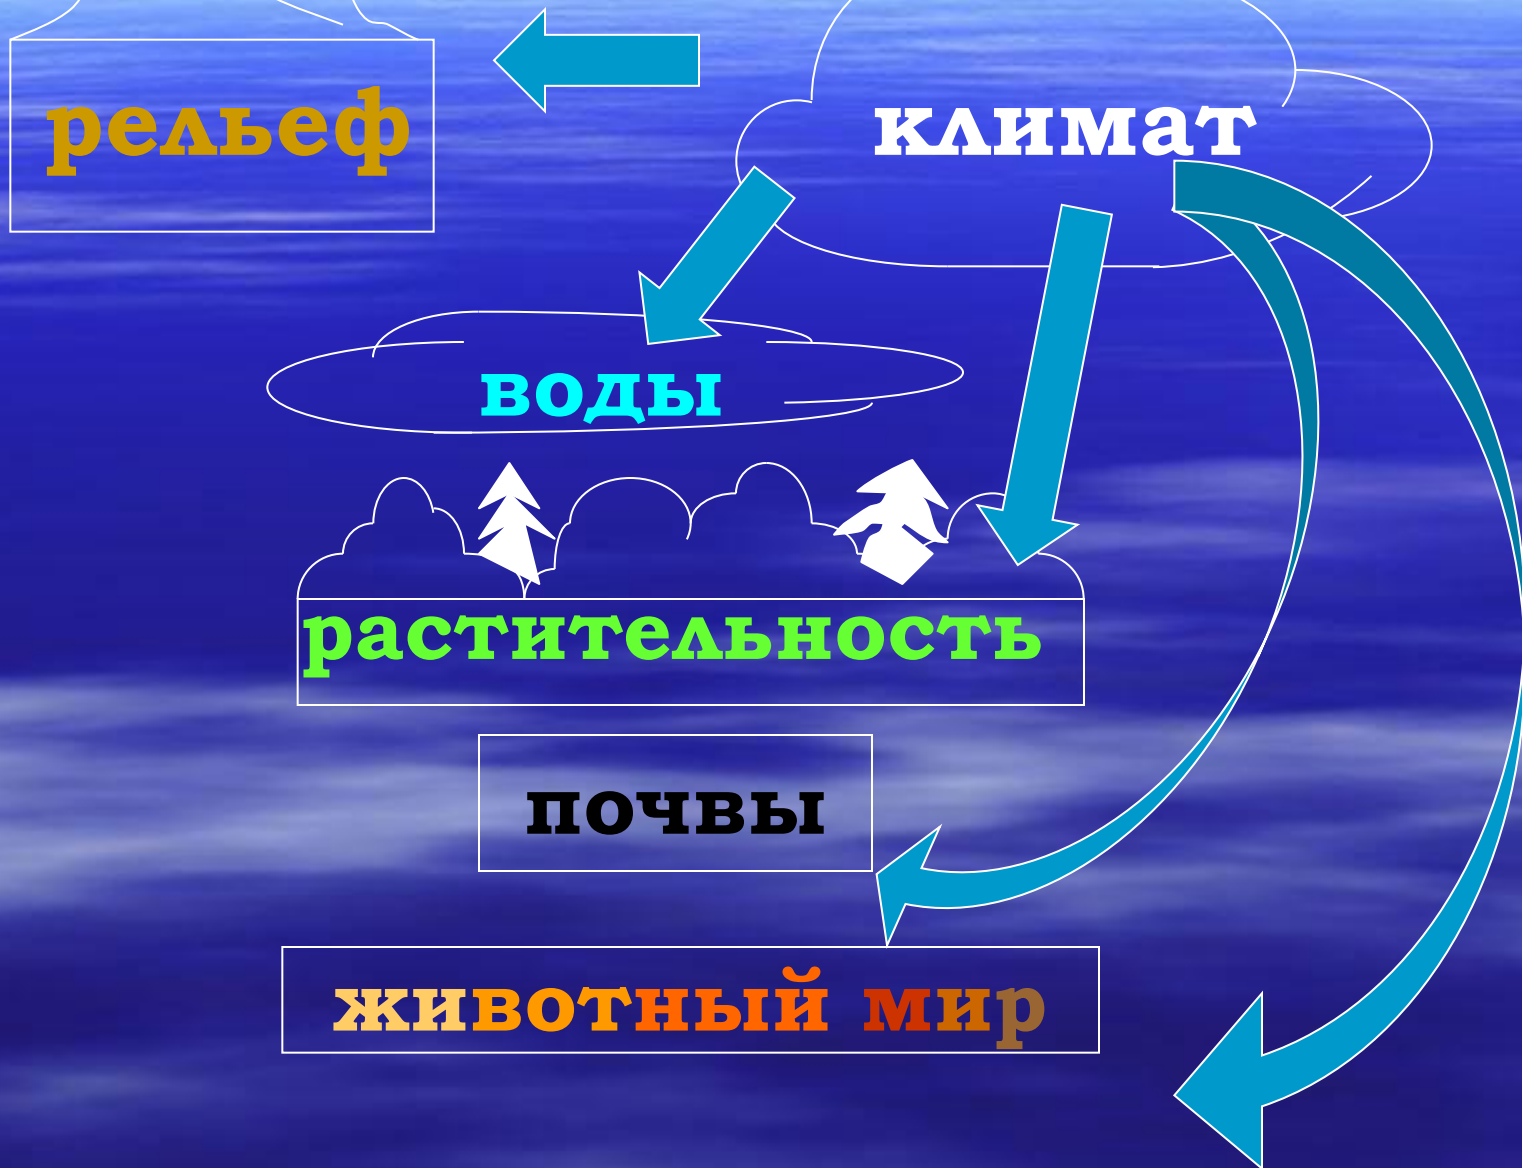 рельеф
климат
воды
растительность
почвы
животный мир